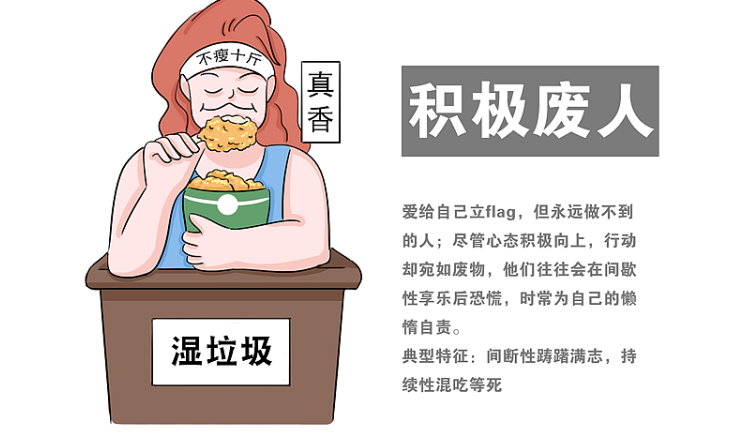 不瘦十斤
真香
湿垃圾
积极废人
爱给自己立flag，但永远做不到
的人；尽管心态积极向上，行动
却宛如废物，他们往往会在间歇
性享乐后恐慌，时常为自己的懒
惰自责。
典型特征：间断性踌躇满志，持
续性混吃等死